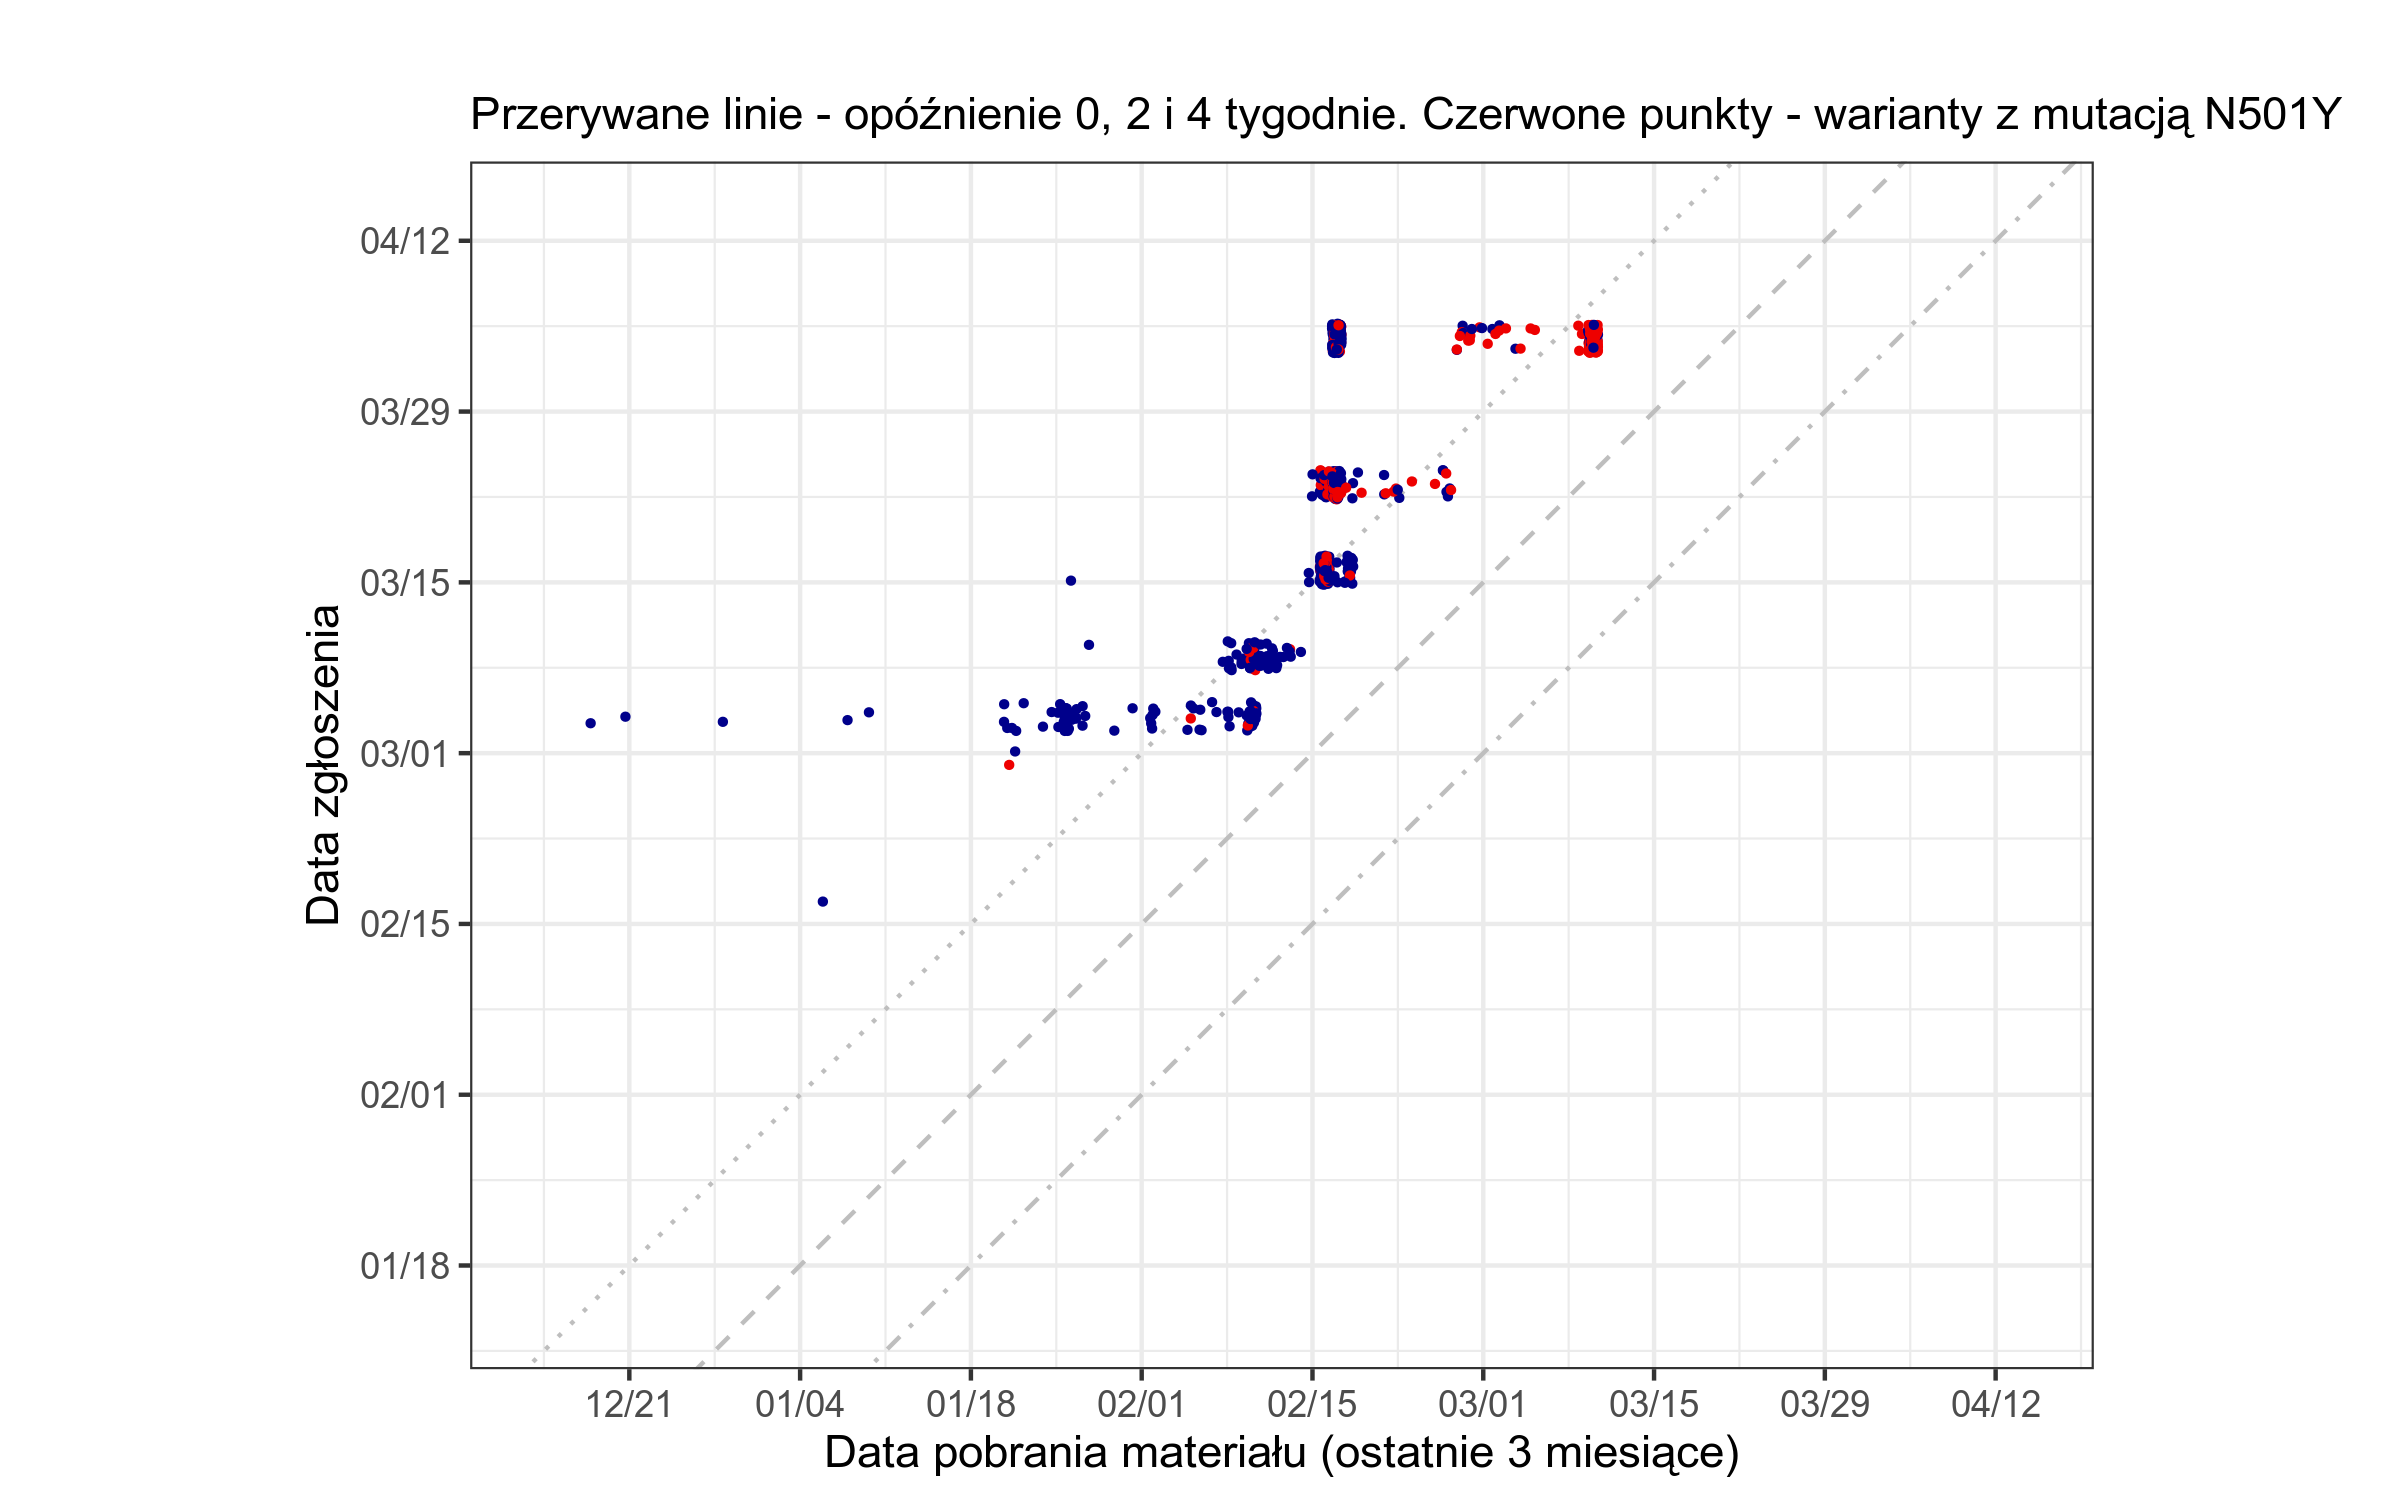 Przerywane linie - opóźnienie 0, 2 i 4 tygodnie. Czerwone punkty - warianty z mutacją N501Y
Data zgłoszenia
04/12
03/29
03/15
03/01
02/15
02/01
01/18
12/21 01/04 01/18 02/01 02/15 03/01 03/15 03/29 04/12
Data pobrania materiału (ostatnie 3 miesiące)